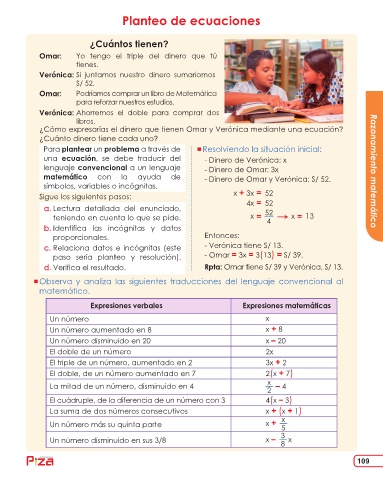 Planteo de ecuaciones
¿Cuántos tienen?
Omar: Yo tengo el triple del dinero que tú
tienes.
Verónica: Si juntamos nuestro dinero sumaríamos
S/ 52.
Omar: Podríamos comprar un libro de Matemática
para reforzar nuestros estudios.
Verónica: Ahorremos el doble para comprar dos
libros.
¿Cómo expresarías el dinero que tienen Omar y Verónica mediante una ecuación?
¿Cuánto dinero tiene cada uno?
Para plantear un problema a través de
una ecuación, se debe traducir del
lenguaje convencional a un lenguaje
matemático con la ayuda de
símbolos, variables o incógnitas.
Sigue los siguientes pasos:
a. Lectura detallada del enunciado,
teniendo en cuenta lo que se pide.
b. Identifica las incógnitas y datos
proporcionales.
c. Relaciona datos e incógnitas (este
paso sería planteo y resolución).
d. Verifica el resultado.
Resolviendo la situación inicial:
- Dinero de Verónica: x
- Dinero de Omar: 3x
- Dinero de Omar y Verónica: S/ 52.
x + 3x = 52
4x = 52
x = 52/4 → x = 13
Entonces:
- Verónica tiene S/ 13.
- Omar = 3x = 3(13) = S/ 39.
Rpta: Omar tiene S/ 39 y Verónica, S/ 13.
Razonamiento matemático
Observa y analiza las siguientes traducciones del lenguaje convencional al
matemático.
Expresiones verbales Expresiones matemáticas
Un número x
Un número aumentado en 8 x + 8
Un número disminuido en 20 x – 20
El doble de un número 2x
El triple de un número, aumentado en 2 3x + 2
El doble, de un número aumentado en 7 2(x + 7)
La mitad de un número, disminuido en 4 x/2 – 4
El cuádruple, de la diferencia de un número con 3 4(x – 3)
La suma de dos números consecutivos x + (x + 1)
Un número más su quinta parte x + x/5
Un número disminuido en sus 3/8 x – 3/8 x
Piza
109